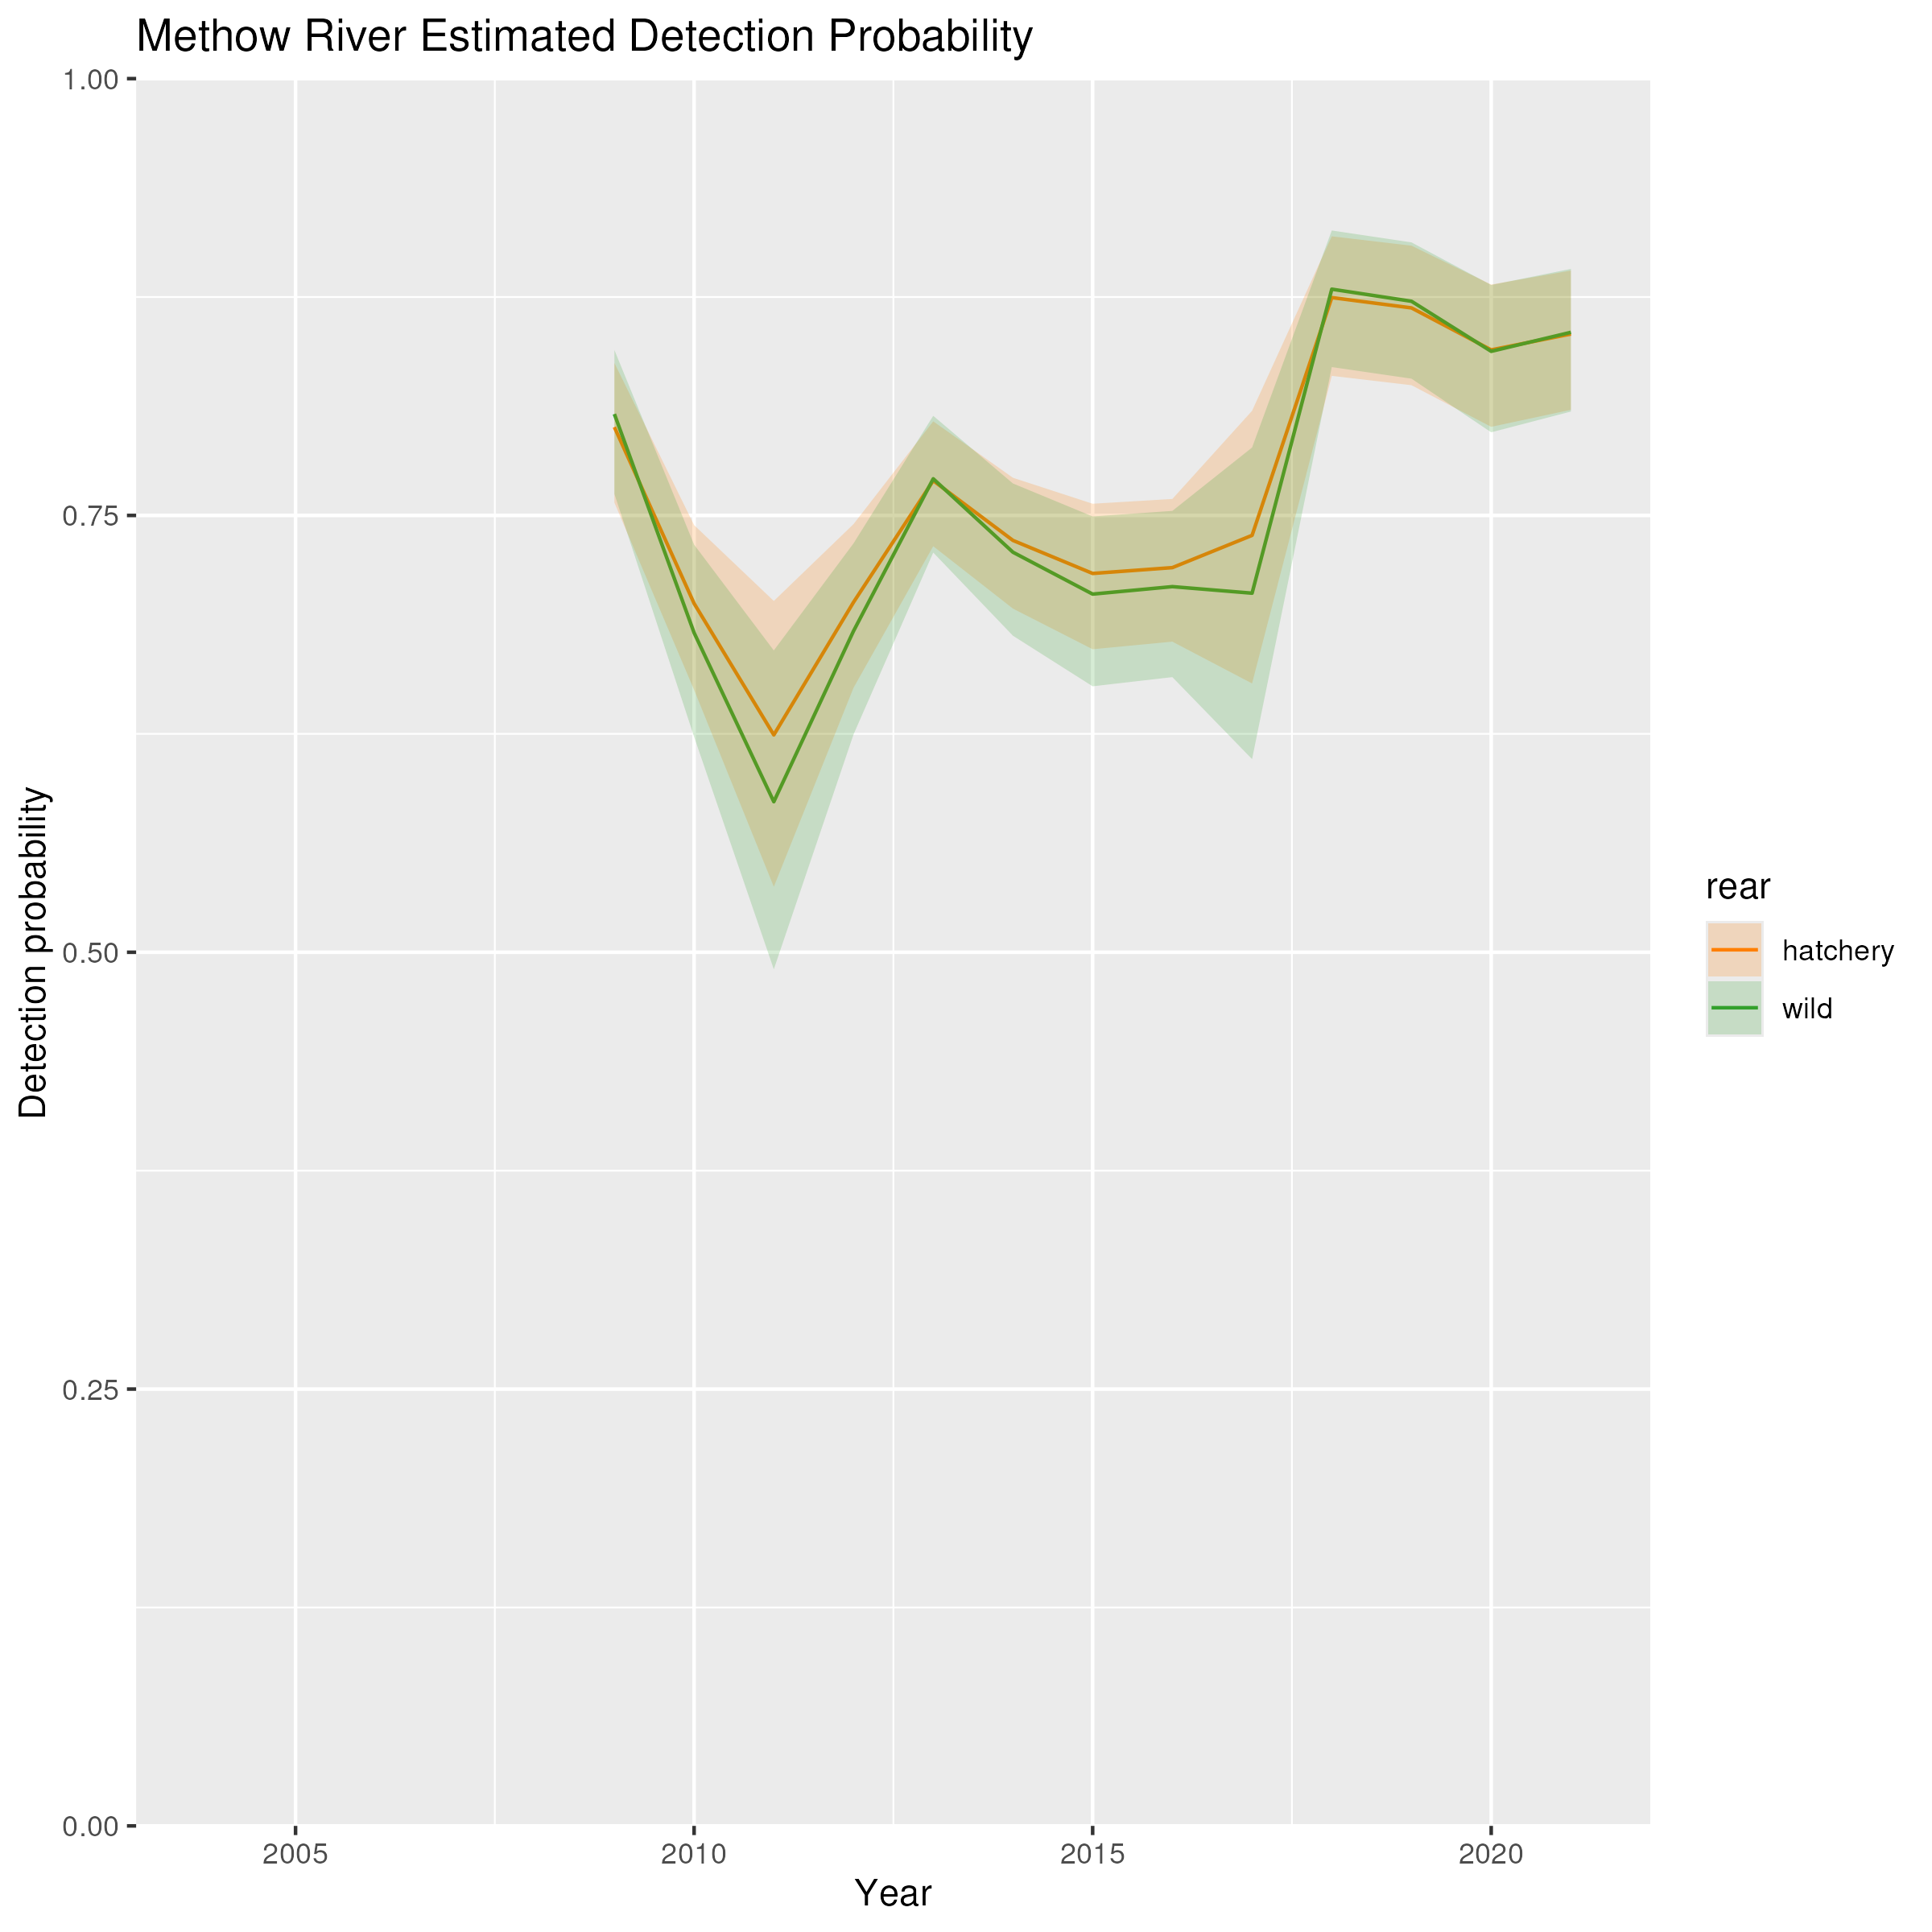 Methow River Estimated Detection Probability
1.00
0.75
0.50
0.25
0.00
Detection probability
2005
2010
2015
2020
Year
rear
hatchery
wild